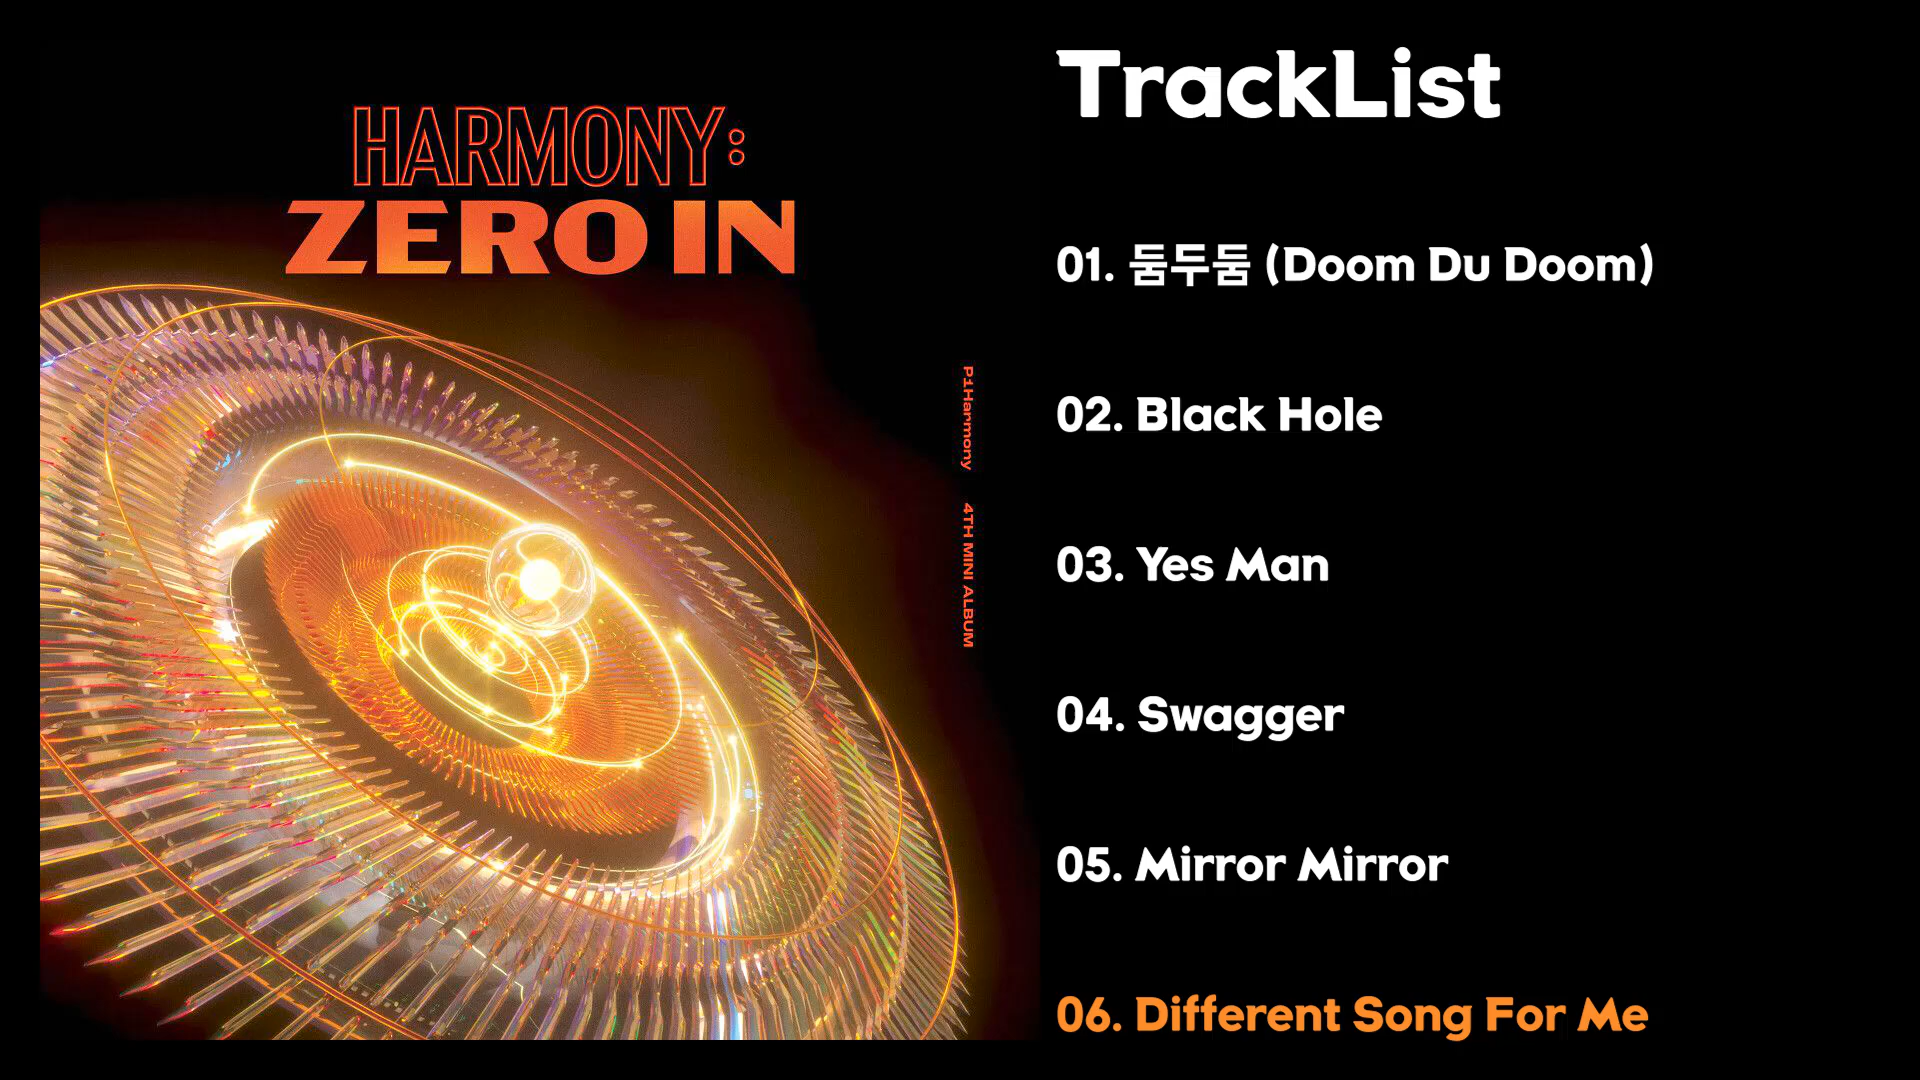 HARMONY:
ZERO IN
P1Harmony 4TH MINI ALBUM
TrackList
01. 둠두둠 (Doom Du Doom)
02. Black Hole
03. Yes Man
04. Swagger
05. Mirror Mirror
06. Different Song For Me